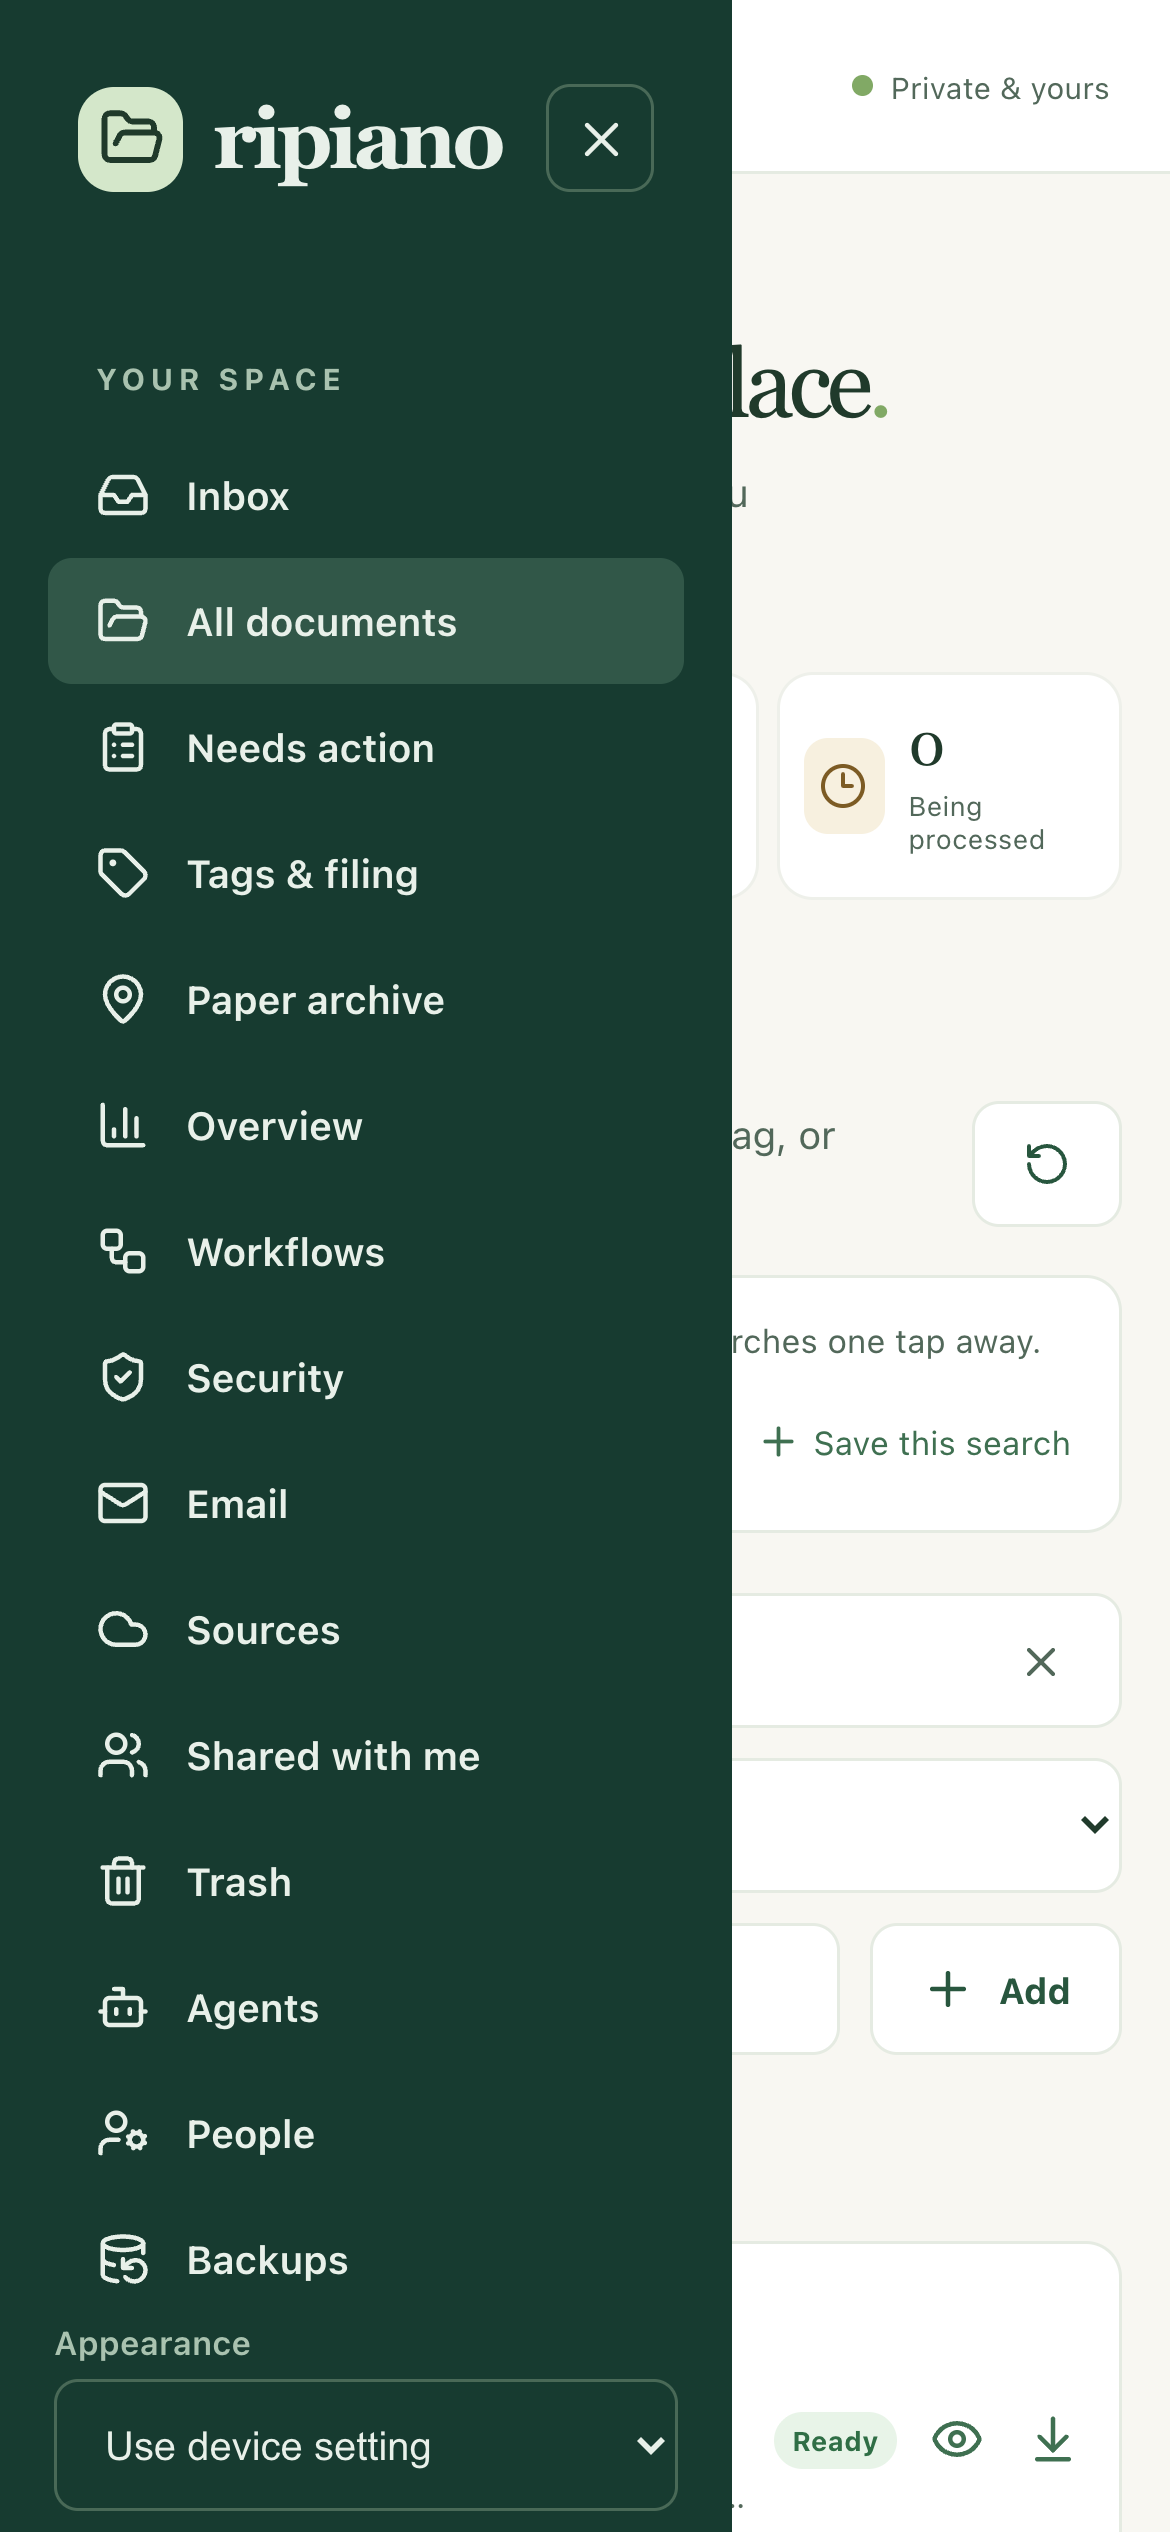 ripiano
Private & yours
YOUR SPACE
Inbox
All documents
Needs action
Tags & filing
Paper archive
Overview
Workflows
Security
Email
Sources
Shared with me
Trash
Agents
People
Backups
Appearance
Use device setting
lace.
u
0
Being
processed
ag, or
rches one tap away.
Save this search
Add
Ready
..